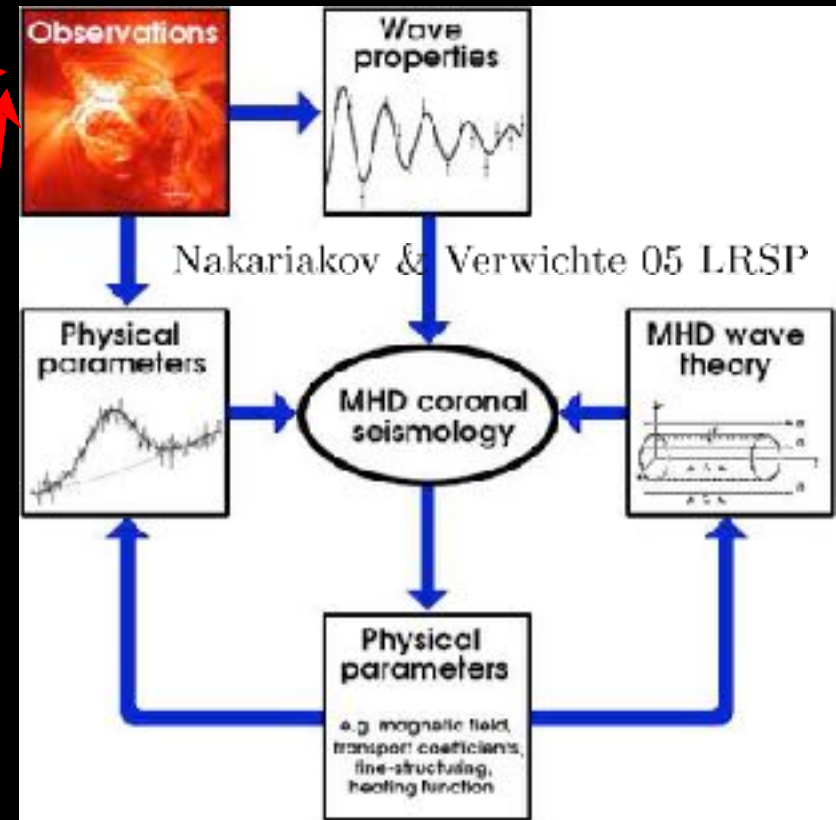 Observations
Wave
properties
Nakariakov & Verwichte 05 LRSP
Physical
parameters
MHD coronal
seismology
MHD wave
theory
Physical
parameters
e.g. magnetic field,
transport coefficients,
fine-structuring,
heating function